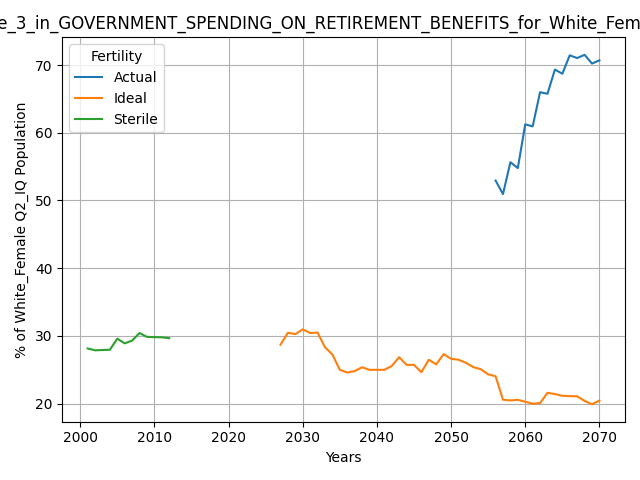 e_3_in_GOVERNMENT_SPENDING_ON_RETIREMENT_BENEFITS_for_White_Fem
Fertility
Actual
Ideal
Sterile
% of White_Female Q2_IQ Population
70
60
50
40
30
20
2000 2010 2020 2030 2040 2050 2060 2070
Years